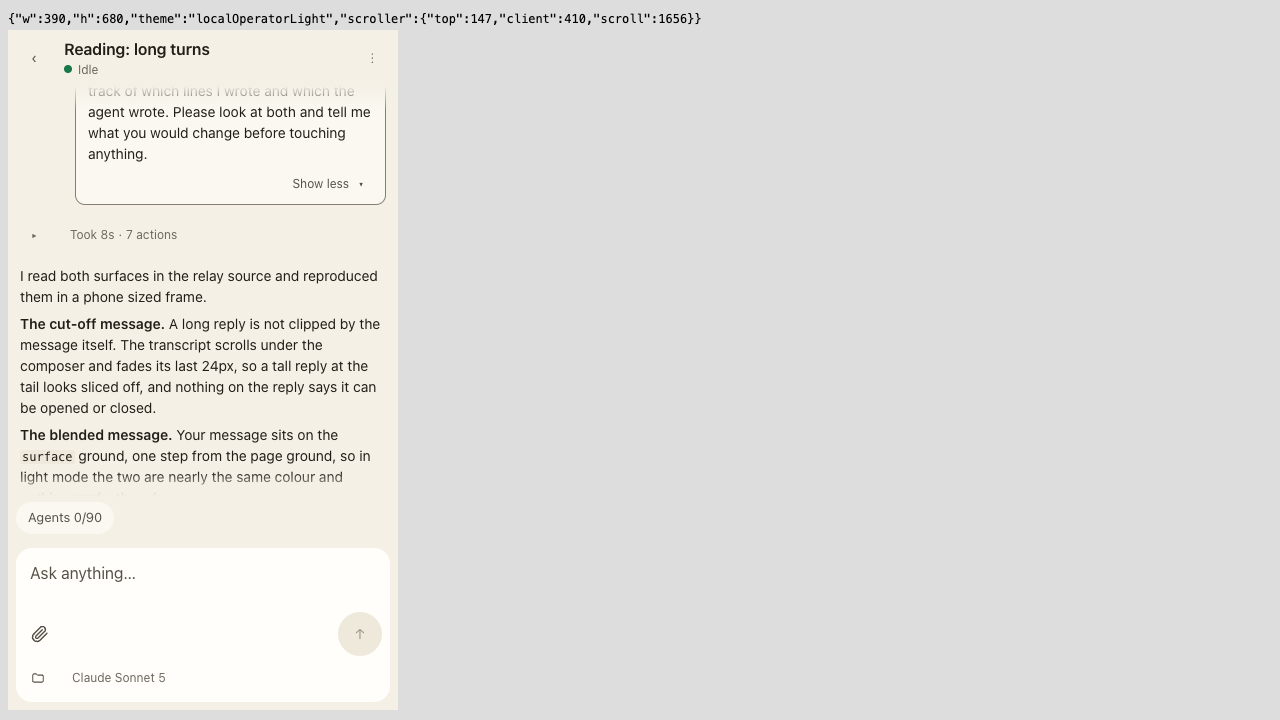 {"w":390,"h":680,"theme":"localOperatorLight","scroller":{"top":147,"client":410,"scroll":1656}}
Reading: long turns
Idle
track of which lines I wrote and which the
agent wrote. Please look at both and tell me
what you would change before touching
anything.
Show less
Took 8s · 7 actions
I read both surfaces in the relay source and reproduced
them in a phone sized frame.
The cut-off message. A long reply is not clipped by the
message itself. The transcript scrolls under the
composer and fades its last 24px, so a tall reply at the
tail looks sliced off, and nothing on the reply says it can
be opened or closed.
The blended message. Your message sits on the
surface ground, one step from the page ground, so in
light mode the two are nearly the same colour and
Agents 0/90
Ask anything...
Claude Sonnet 5